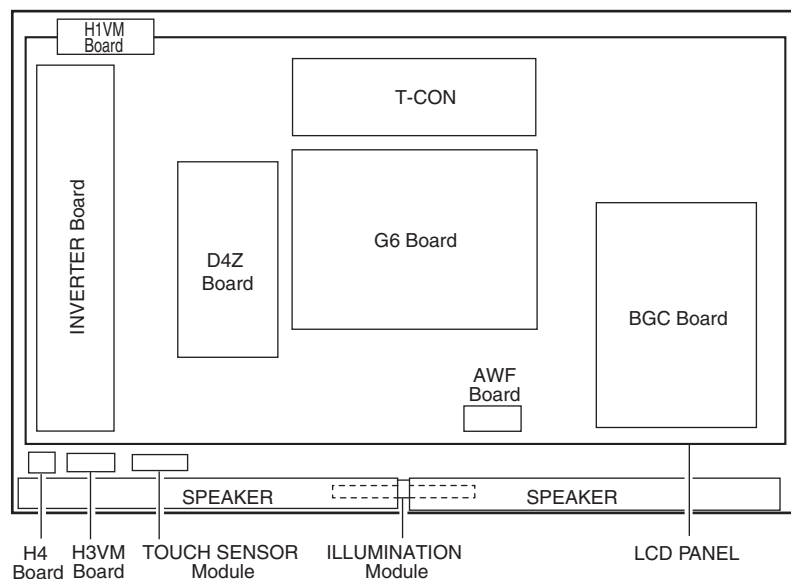 H1VM
Board
T-CON
INVERTER Board
D4Z
Board
G6 Board
BGC Board
AWF
Board
SPEAKER
SPEAKER
H4
Board
H3VM
Board
TOUCH SENSOR
Module
ILLUMINATION
Module
LCD PANEL